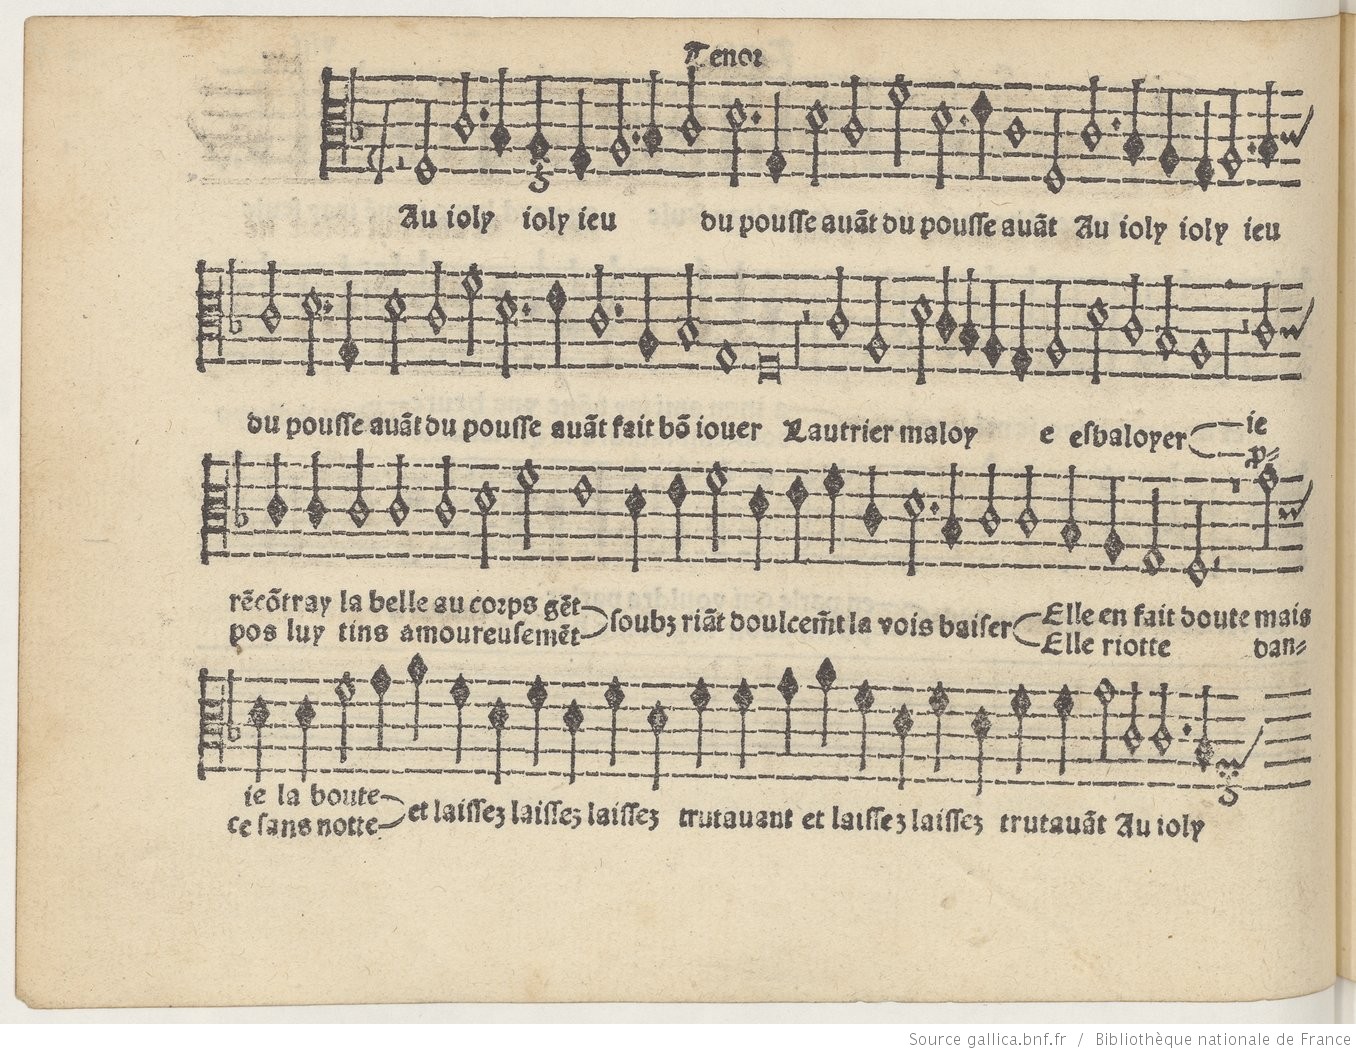 Tenor
Au ioly ioly ieu du pousse auãt du pousse auãt Au ioly ioly ieu
du pousse auãt du pousse auãt fait bõ iouer Lautrier maloy e esbaloyer ie
rẽcõtray la belle au corps gẽt
pos luy tins amoureusemẽt
soubz riãt doulcem̃t la vois baiser
Elle en fait doute mais
Elle riotte dan=
ie la boute
ce sans notte
et laissez laissez laissez trutauant et laissez laissez trutauãt Au ioly
Source gallica.bnf.fr / Bibliothèque nationale de France